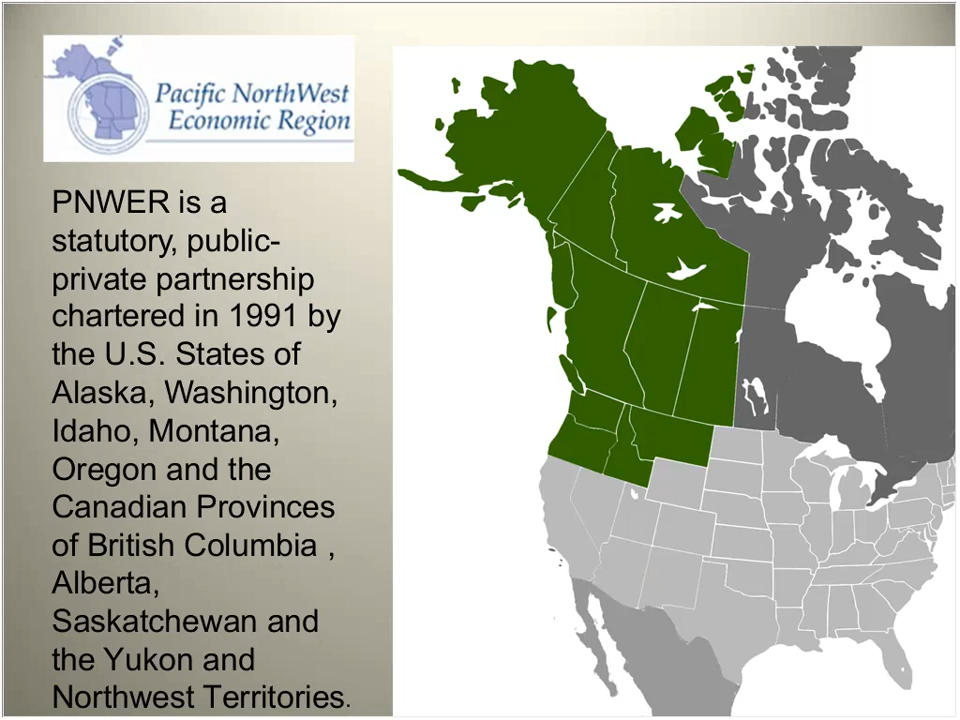 Pacific NorthWest
Economic Region
PNWER is a
statutory, public-
private partnership
chartered in 1991 by
the U.S. States of
Alaska, Washington,
Idaho, Montana,
Oregon and the
Canadian Provinces
of British Columbia ,
Alberta,
Saskatchewan and
the Yukon and
Northwest Territories.